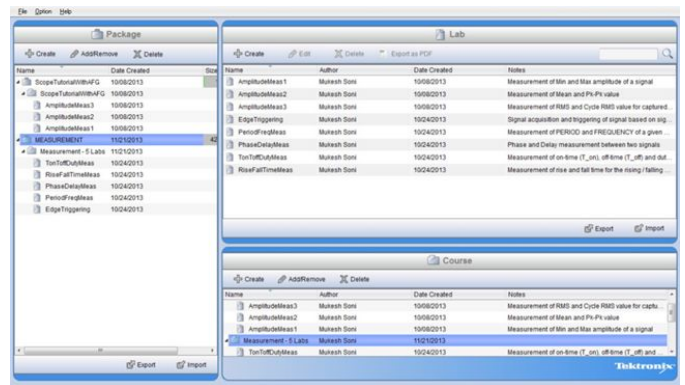 File Option Help
Package
Create Add/Remove Delete
Name Date Created Size
ScopeTutorialWithAFG 10/08/2013
ScopeTutorialWithAFG 10/08/2013
AmplitudeMeas3 10/08/2013
AmplitudeMeas2 10/08/2013
AmplitudeMeas1 10/08/2013
MEASUREMENT 11/21/2013 42
Measurement - 5 Labs 11/21/2013
TonToffDutyMeas 10/24/2013
RiseFallTimeMeas 10/24/2013
PhaseDelayMeas 10/24/2013
PeriodFreqMeas 10/24/2013
EdgeTriggering 10/24/2013
Export Import
Lab
Create Edit Delete Export as PDF
Name Author Date Created Notes
AmplitudeMeas1 Mukesh Soni 10/08/2013 Measurement of Min and Max amplitude of a signal
AmplitudeMeas2 Mukesh Soni 10/08/2013 Measurement of Mean and Pk-Pk value
AmplitudeMeas3 Mukesh Soni 10/08/2013 Measurement of RMS and Cycle RMS value for captured...
EdgeTriggering Mukesh Soni 10/24/2013 Signal acquisition and triggering of signal based on sig...
PeriodFreqMeas Mukesh Soni 10/24/2013 Measurement of PERIOD and FREQUENCY of a given ...
PhaseDelayMeas Mukesh Soni 10/24/2013 Phase and Delay measurement between two signals
TonToffDutyMeas Mukesh Soni 10/24/2013 Measurement of on-time (T_on), off-time (T_off) and dut...
RiseFallTimeMeas Mukesh Soni 10/24/2013 Measurement of rise and fall time for the rising / falling ...
Export Import
Course
Create Add/Remove Delete
Name Author Date Created Notes
AmplitudeMeas3 Mukesh Soni 10/08/2013 Measurement of RMS and Cycle RMS value for captu...
AmplitudeMeas2 Mukesh Soni 10/08/2013 Measurement of Mean and Pk-Pk value
AmplitudeMeas1 Mukesh Soni 10/08/2013 Measurement of Min and Max amplitude of a signal
Measurement - 5 Labs Mukesh Soni 11/21/2013
TonToffDutyMeas Mukesh Soni 10/24/2013 Measurement of on-time (T_on), off-time (T_off) and ...
Tektronix